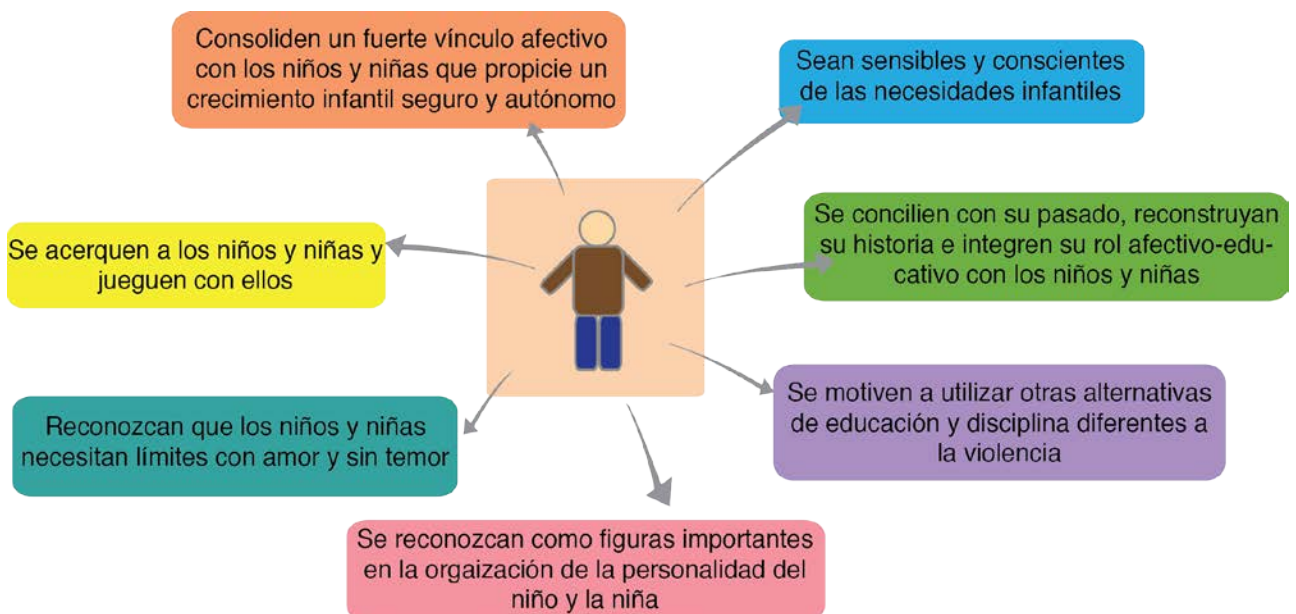 Consoliden un fuerte vínculo afectivo
con los niños y niñas que propicie un
crecimiento infantil seguro y autónomo
Sean sensibles y conscientes
de las necesidades infantiles
Se acerquen a los niños y niñas y
jueguen con ellos
Se concilien con su pasado, reconstruyan
su historia e integren su rol afectivo-edu-
cativo con los niños y niñas
Reconozcan que los niños y niñas
necesitan límites con amor y sin temor
Se motiven a utilizar otras alternativas
de educación y disciplina diferentes a
la violencia
Se reconozcan como figuras importantes
en la orgaización de la personalidad del
niño y la niña